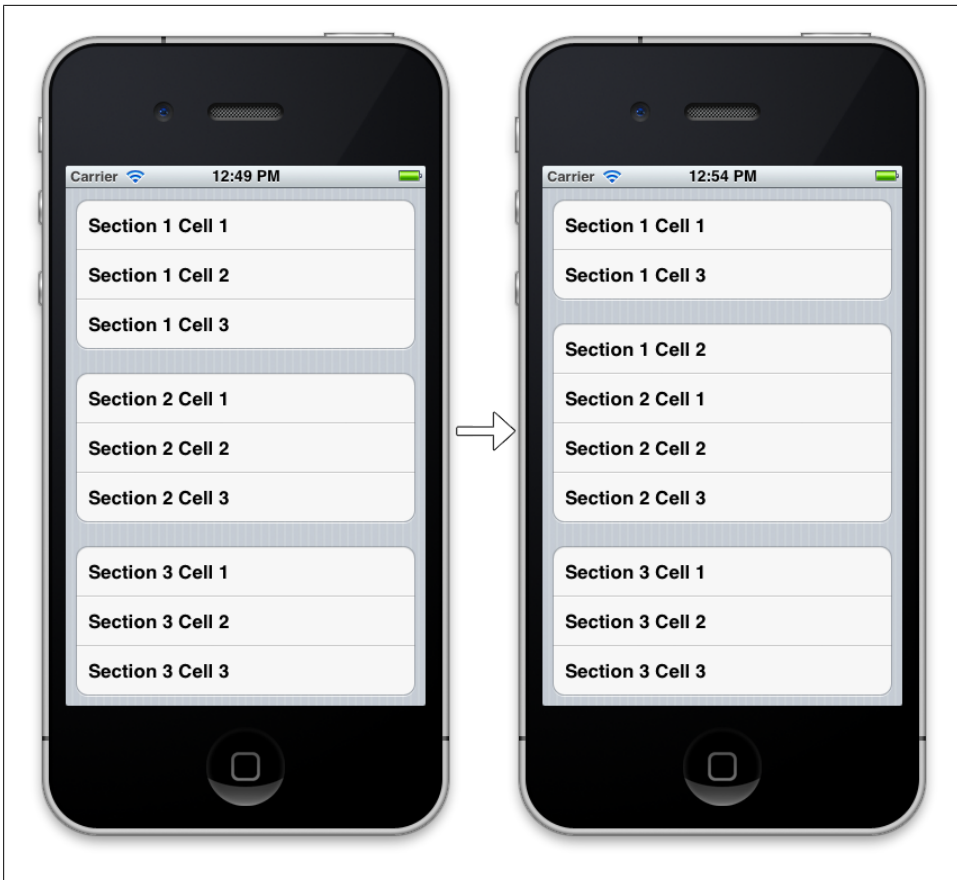 Carrier 12:49 PM
Section 1 Cell 1
Section 1 Cell 2
Section 1 Cell 3
Section 2 Cell 1
Section 2 Cell 2
Section 2 Cell 3
Section 3 Cell 1
Section 3 Cell 2
Section 3 Cell 3
Carrier 12:54 PM
Section 1 Cell 1
Section 1 Cell 3
Section 1 Cell 2
Section 2 Cell 1
Section 2 Cell 2
Section 2 Cell 3
Section 3 Cell 1
Section 3 Cell 2
Section 3 Cell 3